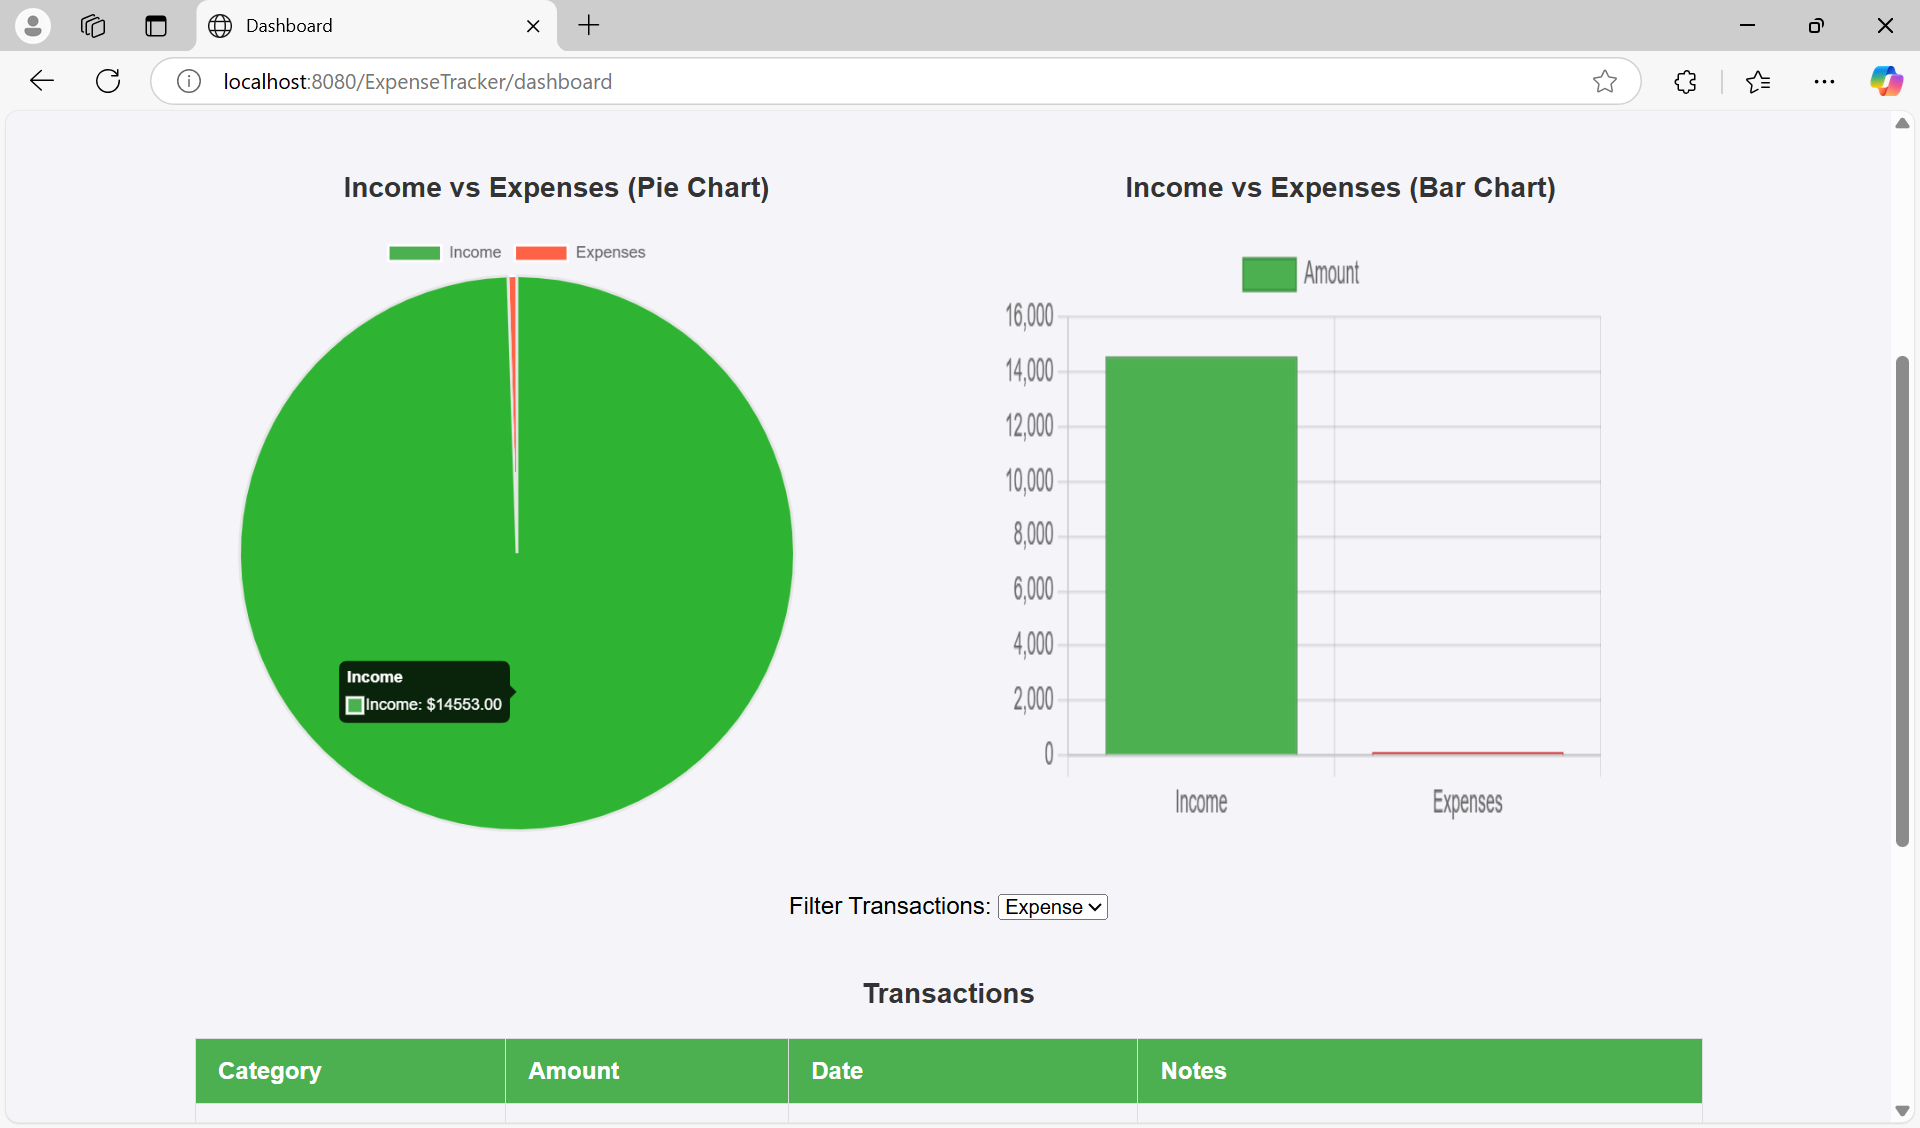 Dashboard
localhost:8080/ExpenseTracker/dashboard
Income vs Expenses (Pie Chart)
Income Expenses
Income
Income: $14553.00
Income vs Expenses (Bar Chart)
Amount
16,000
14,000
12,000
10,000
8,000
6,000
4,000
2,000
0
Income Expenses
Filter Transactions: Expense
Transactions
Category Amount Date Notes